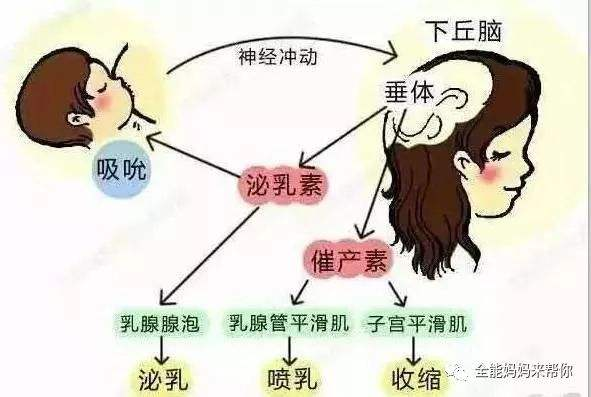 下丘脑
神经冲动
垂体
吸吮
泌乳素
催产素
乳腺腺泡
乳腺管平滑肌
子宫平滑肌
泌乳
喷乳
收缩
全能妈妈来帮你